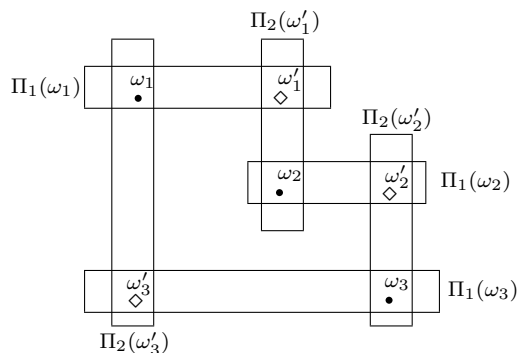 Π₂(ω′₁)
Π₁(ω₁) ω₁ ω′₁
Π₂(ω′₂)
ω₂ ω′₂ Π₁(ω₂)
ω′₃ ω₃ Π₁(ω₃)
Π₂(ω′₃)